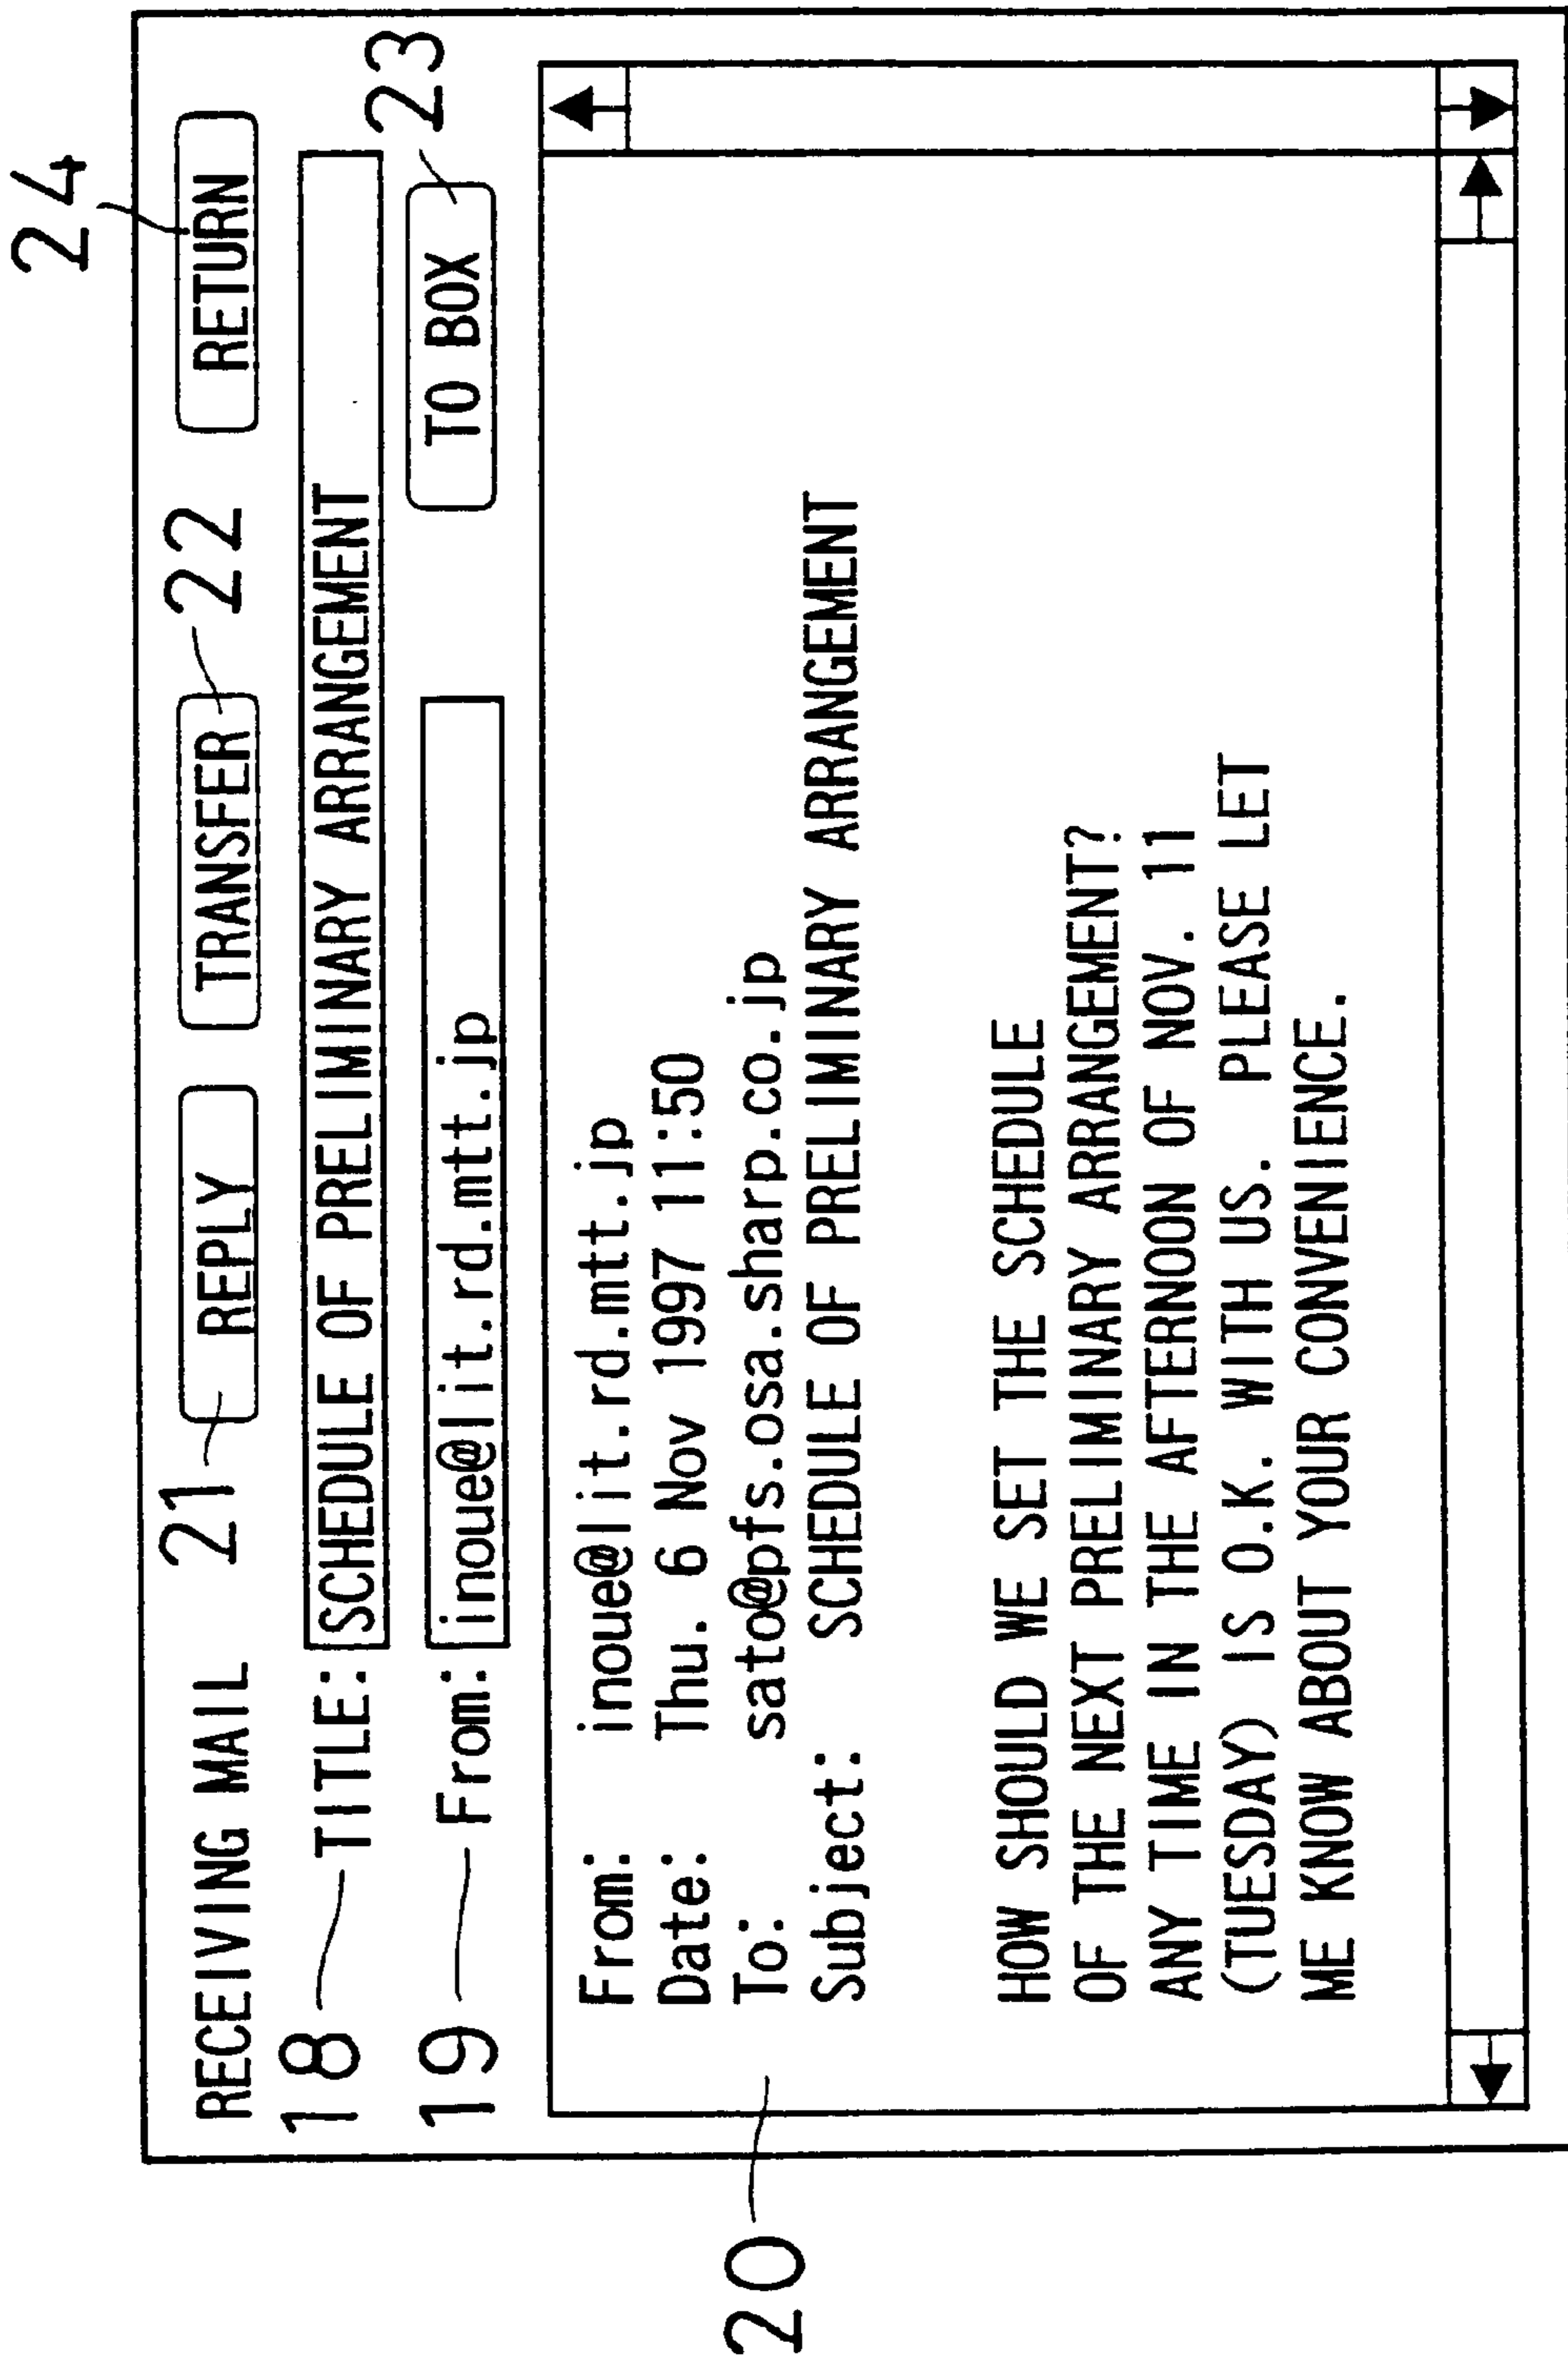 24
RECEIVING MAIL 21 REPLY TRANSFER 22 RETURN
18 TITLE: SCHEDULE OF PRELIMINARY ARRANGEMENT
19 From: inoue@lit.rd.mtt.jp TO BOX 23
20
From: inoue@lit.rd.mtt.jp
Date: Thu. 6 Nov 1997 11:50
To: sato@pfs.osa.sharp.co.jp
Subject: SCHEDULE OF PRELIMINARY ARRANGEMENT
HOW SHOULD WE SET THE SCHEDULE
OF THE NEXT PRELIMINARY ARRANGEMENT?
ANY TIME IN THE AFTERNOON OF NOV. 11
(TUESDAY) IS O.K. WITH US. PLEASE LET
ME KNOW ABOUT YOUR CONVENIENCE.